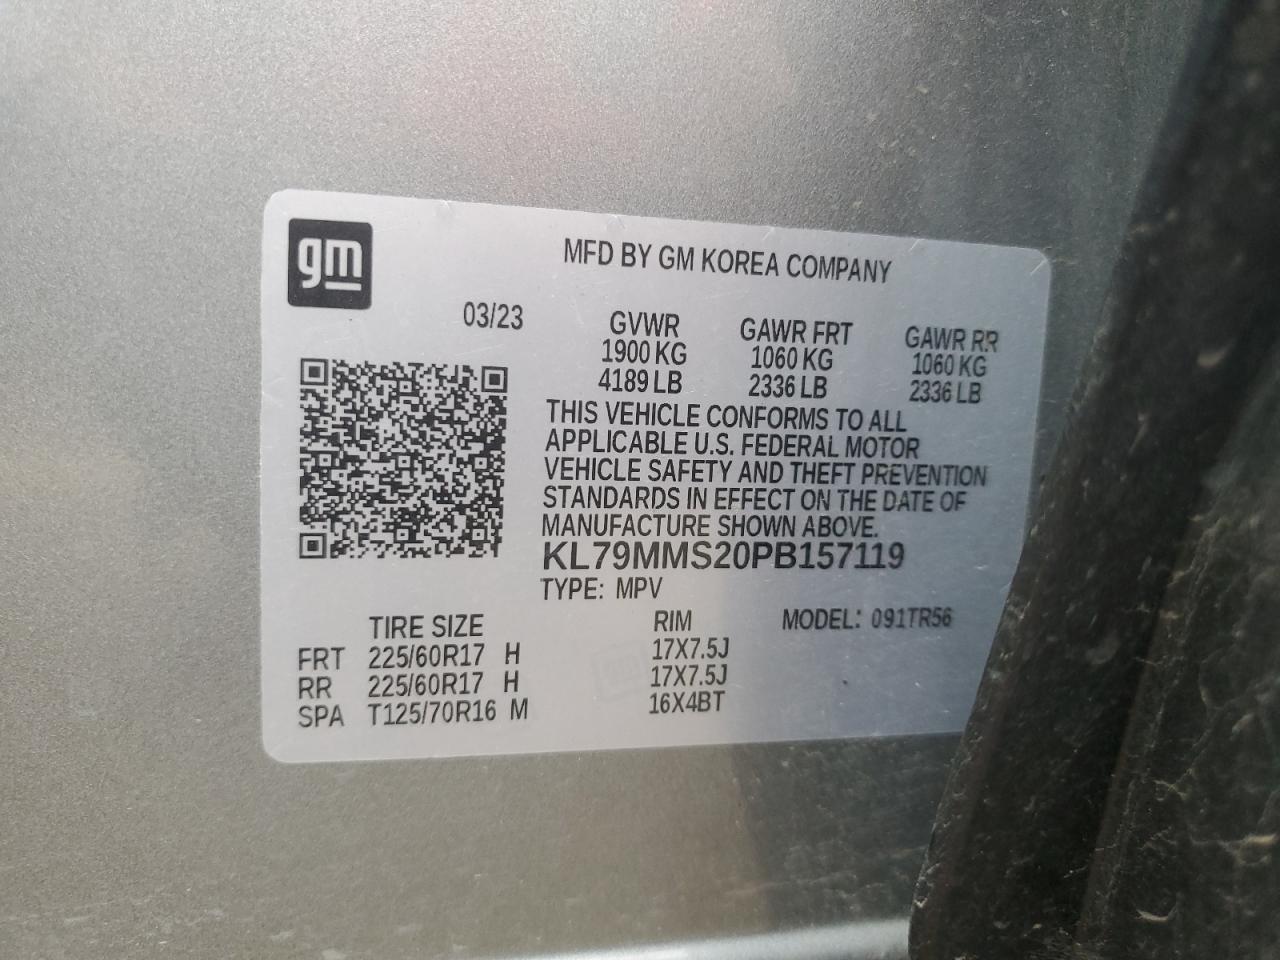 gm
MFD BY GM KOREA COMPANY
03/23
GVWR GAWR FRT GAWR RR
1900 KG 1060 KG 1060 KG
4189 LB 2336 LB 2336 LB
THIS VEHICLE CONFORMS TO ALL
APPLICABLE U.S. FEDERAL MOTOR
VEHICLE SAFETY AND THEFT PREVENTION
STANDARDS IN EFFECT ON THE DATE OF
MANUFACTURE SHOWN ABOVE.
KL79MMS20PB157119
TYPE: MPV
TIRE SIZE RIM MODEL: 091TR56
FRT 225/60R17 H 17X7.5J
RR 225/60R17 H 17X7.5J
SPA T125/70R16 M 16X4BT